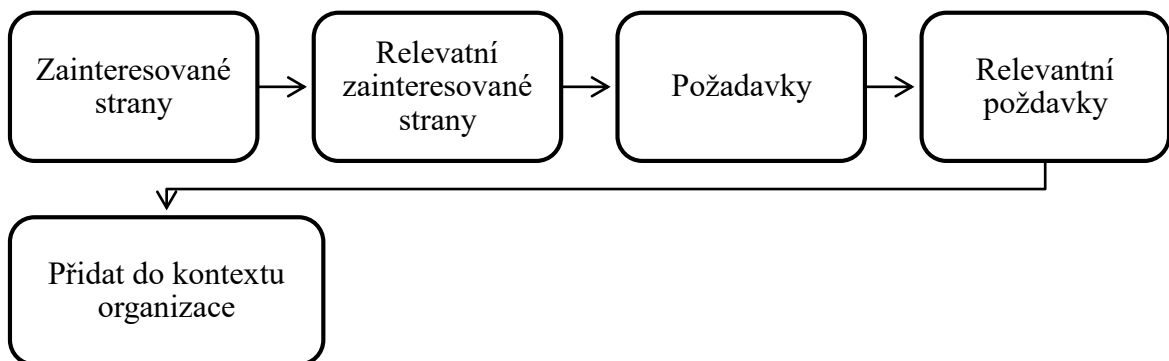 Zainteresované
strany
Relevatní
zainteresované
strany
Požadavky
Relevantní
poždavky
Přidat do kontextu
organizace